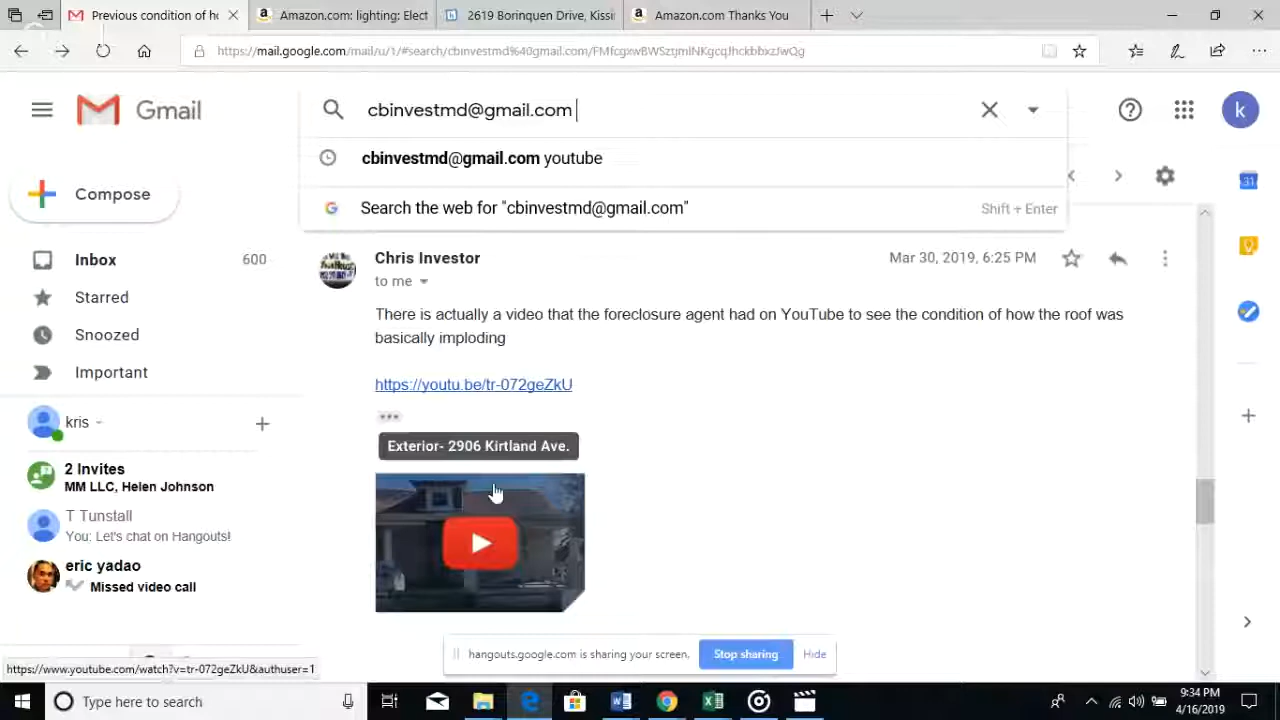 Previous condition of ho
Amazon.com: lighting: Elect
2619 Borinquen Drive, Kissi
Amazon.com Thanks You
https://mail.google.com/mail/u/1/#search/cbinvestmd%40gmail.com/
Gmail
cbinvestmd@gmail.com
cbinvestmd@gmail.com youtube
Search the web for "cbinvestmd@gmail.com"
Shift + Enter
Compose
31
k
Inbox
600
Starred
Snoozed
Important
kris
2 Invites
MM LLC, Helen Johnson
T Tunstall
You: Let's chat on Hangouts!
eric yadao
Missed video call
Chris Investor
Mar 30, 2019, 6:25 PM
to me
There is actually a video that the foreclosure agent had on YouTube to see the condition of how the roof was
basically imploding
https://youtu.be/tr-072geZkU
Exterior- 2906 Kirtland Ave.
hangouts.google.com is sharing your screen.
Stop sharing
Hide
https://www.youtube.com/watch?v=tr-072geZkU&authuser=1
Type here to search
9:34 PM
4/16/2019